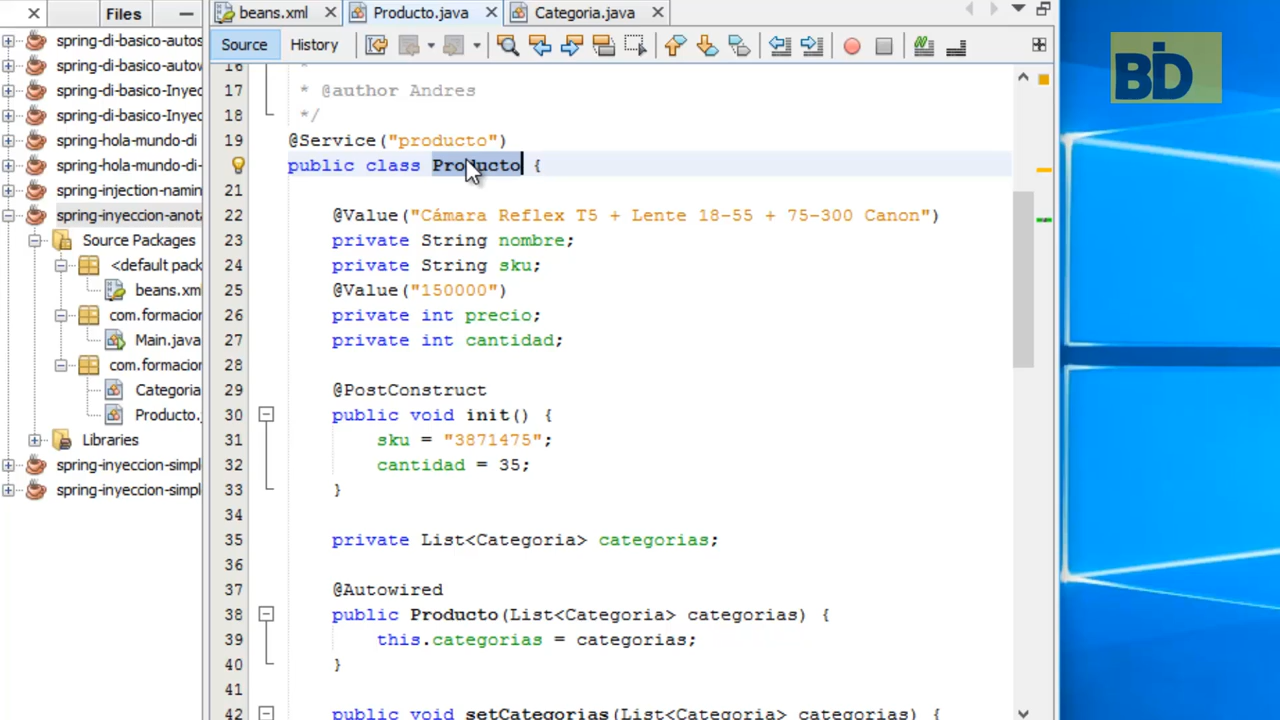 Files
beans.xml
Producto.java
Categoria.java
Source
History
BD
spring-di-basico-autos
spring-di-basico-autow
spring-di-basico-Inyec
spring-di-basico-Inyec
spring-hola-mundo-di
spring-hola-mundo-di-
spring-injection-namin
spring-inyeccion-anota
Source Packages
<default pack
beans.xml
com.formacion
Main.java
com.formacion
Categoria
Producto.
Libraries
spring-inyeccion-simpl
spring-inyeccion-simpl
16 *
17 * @author Andres
18 */
19 @Service("producto")
public class Producto {
21
22 @Value("Cámara Reflex T5 + Lente 18-55 + 75-300 Canon")
23 private String nombre;
24 private String sku;
25 @Value("150000")
26 private int precio;
27 private int cantidad;
28
29 @PostConstruct
30 public void init() {
31 sku = "3871475";
32 cantidad = 35;
33 }
34
35 private List<Categoria> categorias;
36
37 @Autowired
38 public Producto(List<Categoria> categorias) {
39 this.categorias = categorias;
40 }
41
42 public void setCategorias(List<Categoria> categorias) {